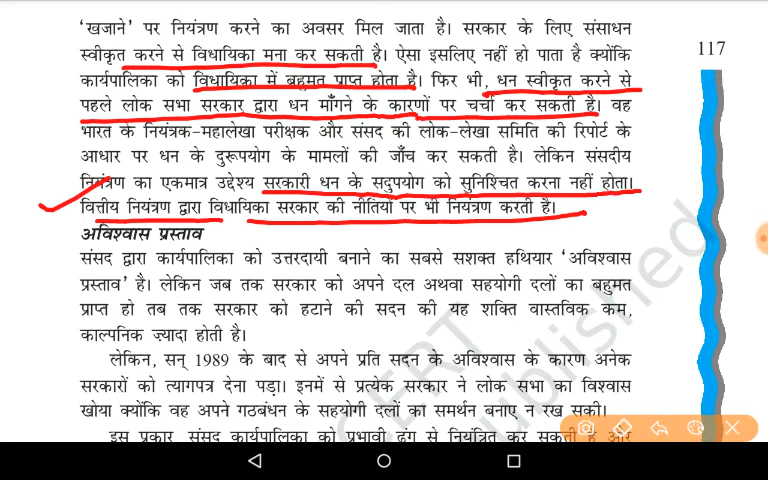 ‘खजाने’ पर नियंत्रण करने का अवसर मिल जाता है। सरकार के लिए संसाधन
स्वीकृत करने से विधायिका मना कर सकती है। ऐसा इसलिए नहीं हो पाता है क्योंकि
117
कार्यपालिका को विधायिका में बहुमत प्राप्त होता है। फिर भी, धन स्वीकृत करने से
पहले लोक सभा सरकार द्वारा धन माँगने के कारणों पर चर्चा कर सकती है। वह
भारत के नियंत्रक-महालेखा परीक्षक और संसद की लोक-लेखा समिति की रिपोर्ट के
आधार पर धन के दुरूपयोग के मामलों की जाँच कर सकती है। लेकिन संसदीय
नियंत्रण का एकमात्र उद्देश्य सरकारी धन के सदुपयोग को सुनिश्चित करना नहीं होता।
वित्तीय नियंत्रण द्वारा विधायिका सरकार की नीतियों पर भी नियंत्रण करती है।
अविश्वास प्रस्ताव
संसद द्वारा कार्यपालिका को उत्तरदायी बनाने का सबसे सशक्त हथियार ‘अविश्वास
प्रस्ताव’ है। लेकिन जब तक सरकार को अपने दल अथवा सहयोगी दलों का बहुमत
प्राप्त हो तब तक सरकार को हटाने की सदन की यह शक्ति वास्तविक कम,
काल्पनिक ज़्यादा होती है।
लेकिन, सन् 1989 के बाद से अपने प्रति सदन के अविश्वास के कारण अनेक
सरकारों को त्यागपत्र देना पड़ा। इनमें से प्रत्येक सरकार ने लोक सभा का विश्वास
खोया क्योंकि वह अपने गठबंधन के सहयोगी दलों का समर्थन बनाए न रख सकी।
इस प्रकार संसद कार्यपालिका को प्रभावी ढंग से नियंत्रित कर सकती है और